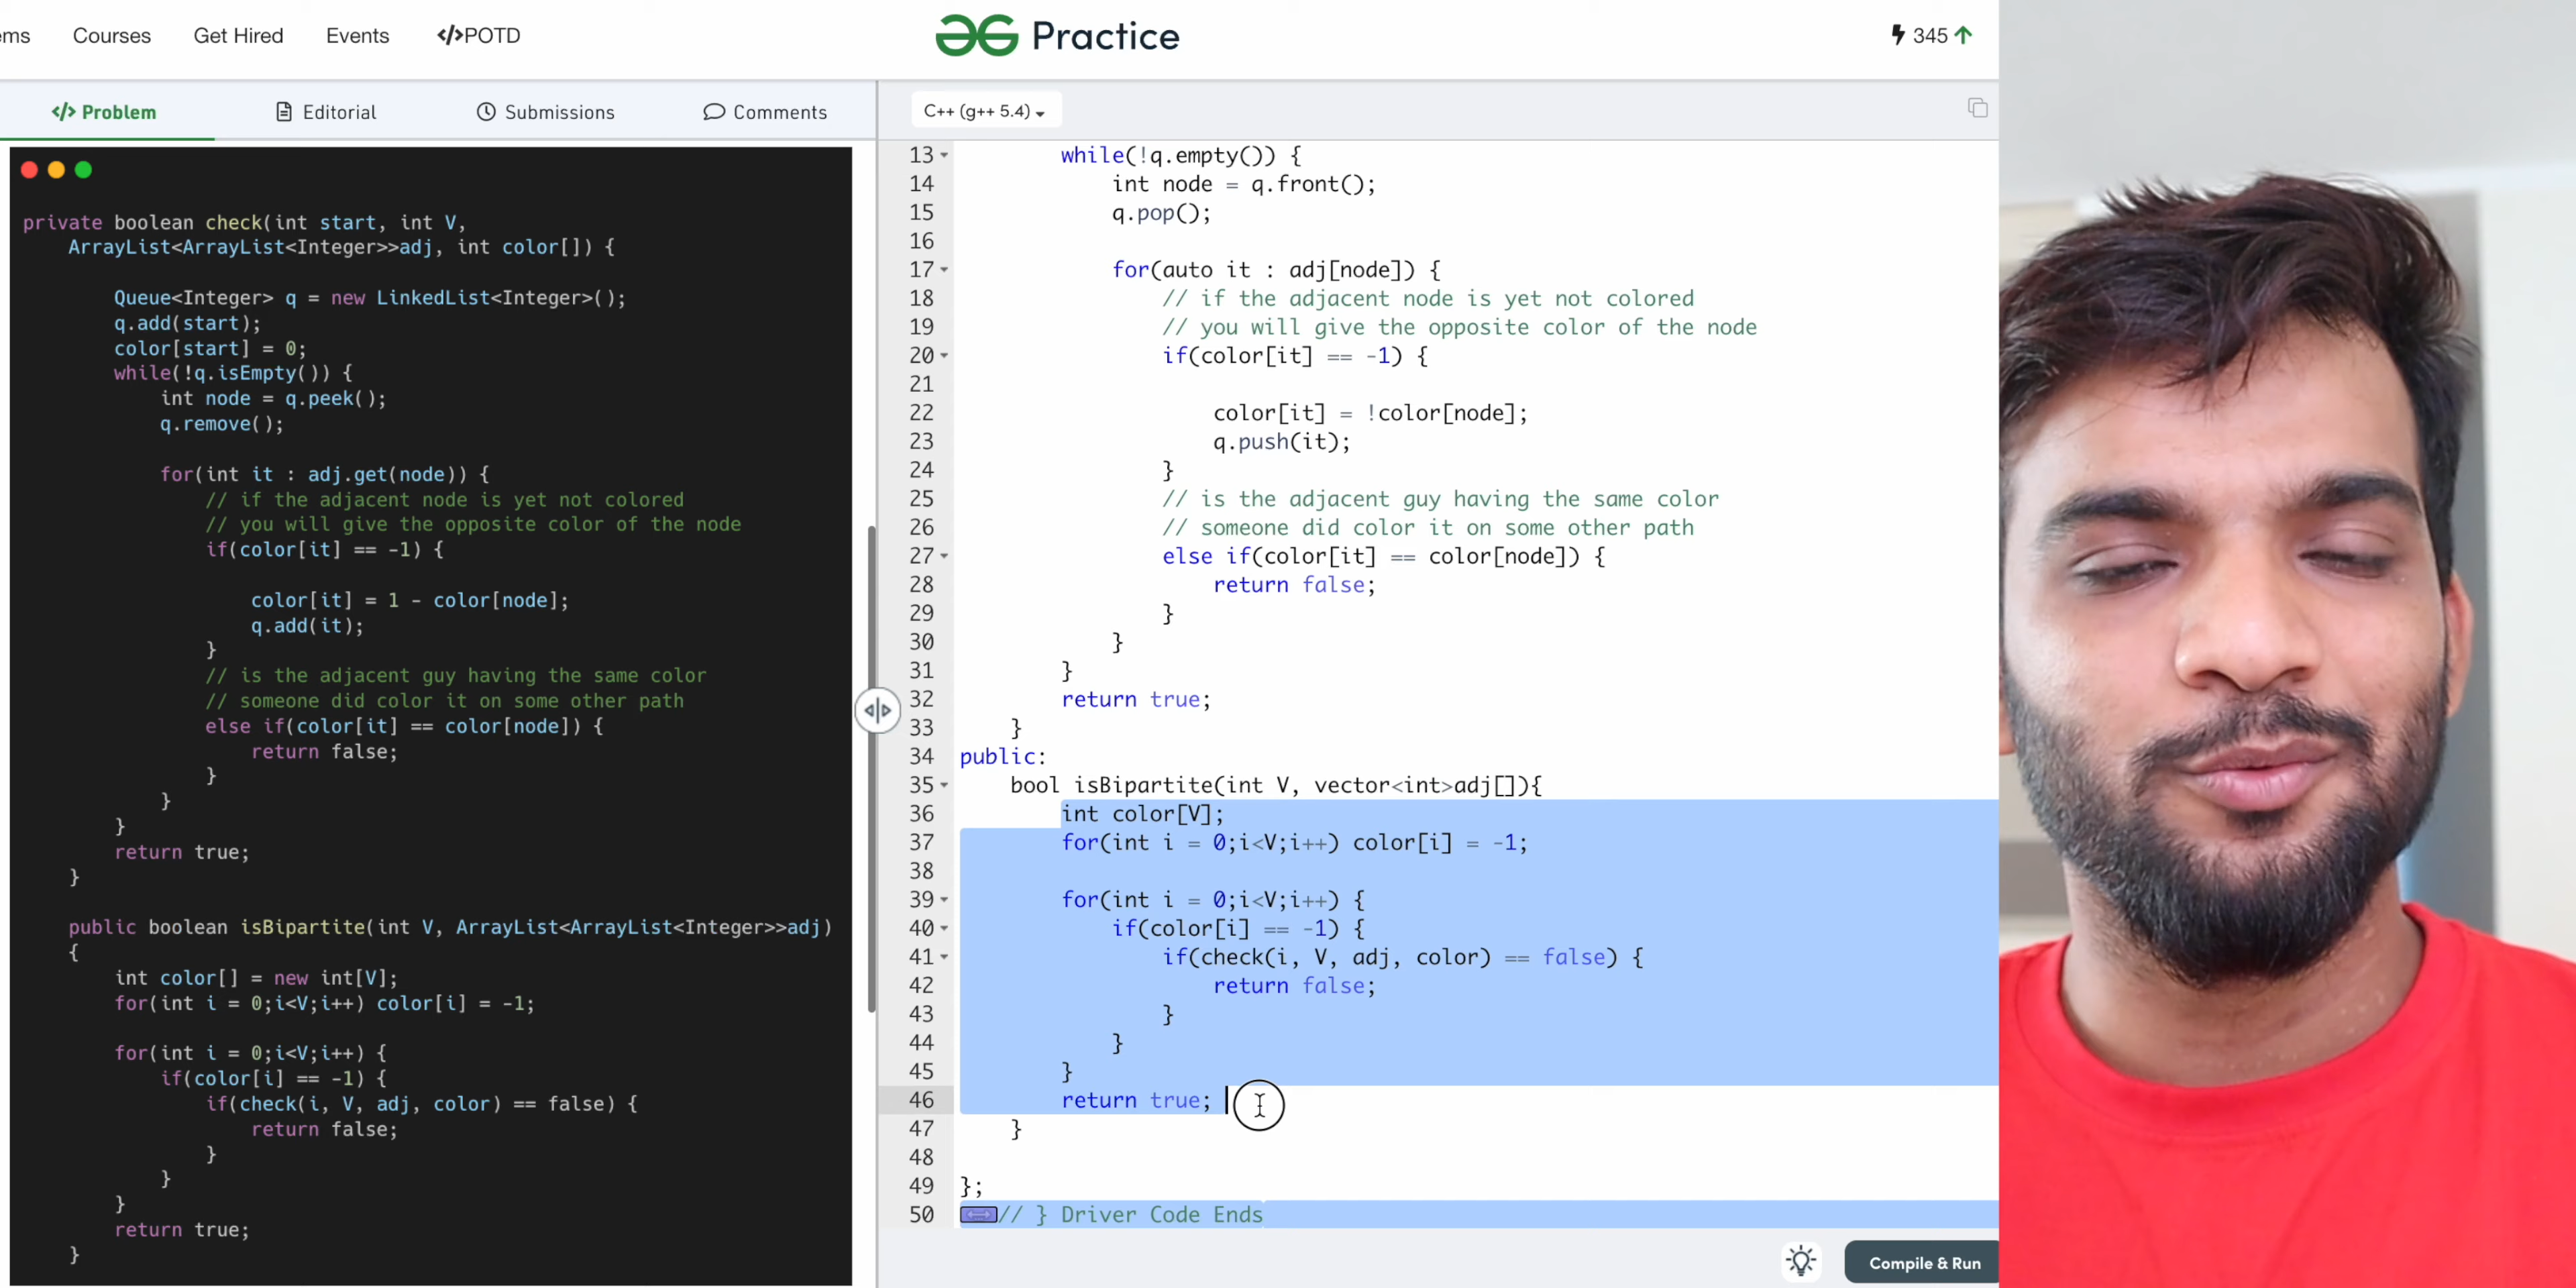 ems Courses Get Hired Events </>POTD
Practice
345
</> Problem Editorial Submissions Comments
private boolean check(int start, int V,
ArrayList<ArrayList<Integer>>adj, int color[]) {
Queue<Integer> q = new LinkedList<Integer>();
q.add(start);
color[start] = 0;
while(!q.isEmpty()) {
int node = q.peek();
q.remove();
for(int it : adj.get(node)) {
// if the adjacent node is yet not colored
// you will give the opposite color of the node
if(color[it] == -1) {
color[it] = 1 - color[node];
q.add(it);
}
// is the adjacent guy having the same color
// someone did color it on some other path
else if(color[it] == color[node]) {
return false;
}
}
}
return true;
}
public boolean isBipartite(int V, ArrayList<ArrayList<Integer>>adj)
{
int color[] = new int[V];
for(int i = 0;i<V;i++) color[i] = -1;
for(int i = 0;i<V;i++) {
if(color[i] == -1) {
if(check(i, V, adj, color) == false) {
return false;
}
}
}
return true;
}
C++ (g++ 5.4)
13 while(!q.empty()) {
14 int node = q.front();
15 q.pop();
16
17 for(auto it : adj[node]) {
18 // if the adjacent node is yet not colored
19 // you will give the opposite color of the node
20 if(color[it] == -1) {
21
22 color[it] = !color[node];
23 q.push(it);
24 }
25 // is the adjacent guy having the same color
26 // someone did color it on some other path
27 else if(color[it] == color[node]) {
28 return false;
29 }
30 }
31 }
32 return true;
33 }
34 public:
35 bool isBipartite(int V, vector<int>adj[]){
36 int color[V];
37 for(int i = 0;i<V;i++) color[i] = -1;
38
39 for(int i = 0;i<V;i++) {
40 if(color[i] == -1) {
41 if(check(i, V, adj, color) == false) {
42 return false;
43 }
44 }
45 }
46 return true;
47 }
48
49 };
50 // } Driver Code Ends
Compile & Run